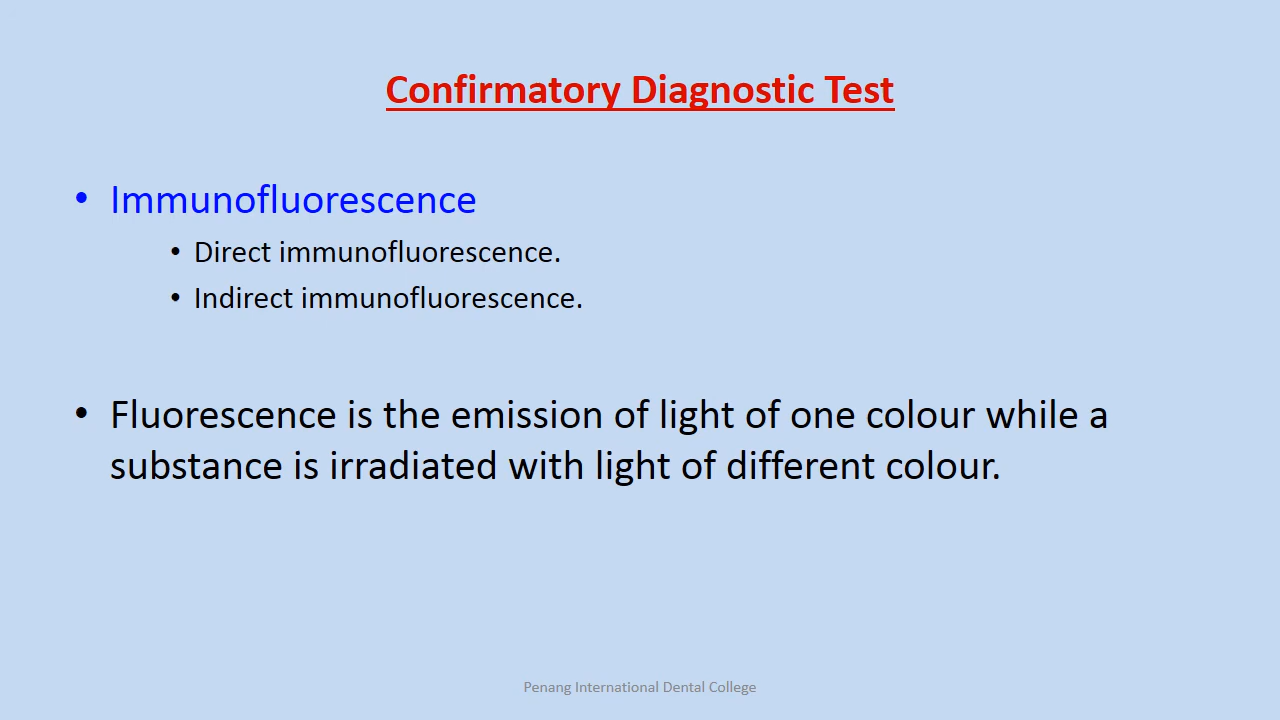 Confirmatory Diagnostic Test
• Immunofluorescence
• Direct immunofluorescence.
• Indirect immunofluorescence.
• Fluorescence is the emission of light of one colour while a
substance is irradiated with light of different colour.
Penang International Dental College